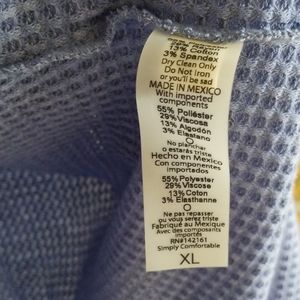 13% Cotton
3% Spandex
Dry Clean Only
Do Not Iron
or you'll be sad
MADE IN MEXICO
With imported
components
55% Poliéster
29%Viscosa
13% Algodón
3% Elastano
No planchar
o estarás triste
Hecho en Mexico
Con componentes
importados
55%Polyester
29%Viscose
13% Coton
3% Elasthanne
Ne pas repasser
ou vous serez triste
Fabriqué au Mexique
Avec des composants
importés
RN#142161
Simply Comfortable
XL